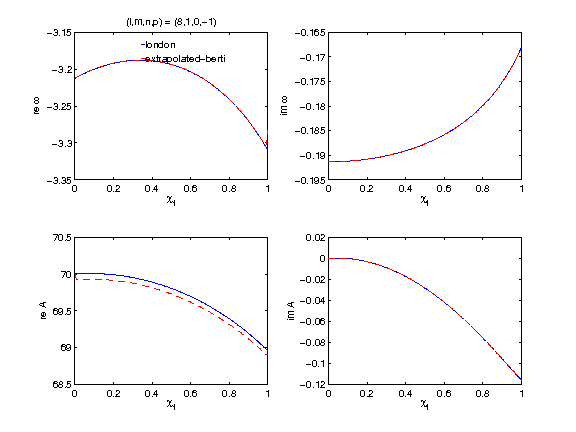 (l,m,n,p) = (8,1,0,−1)
london
extrapolated−berti
−3.15
−3.2
−3.25
−3.3
−3.35
re ω
0 0.2 0.4 0.6 0.8 1
χf
−0.165
−0.17
−0.175
−0.18
−0.185
−0.19
−0.195
im ω
0 0.2 0.4 0.6 0.8 1
χf
70.5
70
69.5
69
68.5
re A
0 0.2 0.4 0.6 0.8 1
χf
0.02
0
−0.02
−0.04
−0.06
−0.08
−0.1
−0.12
im A
0 0.2 0.4 0.6 0.8 1
χf